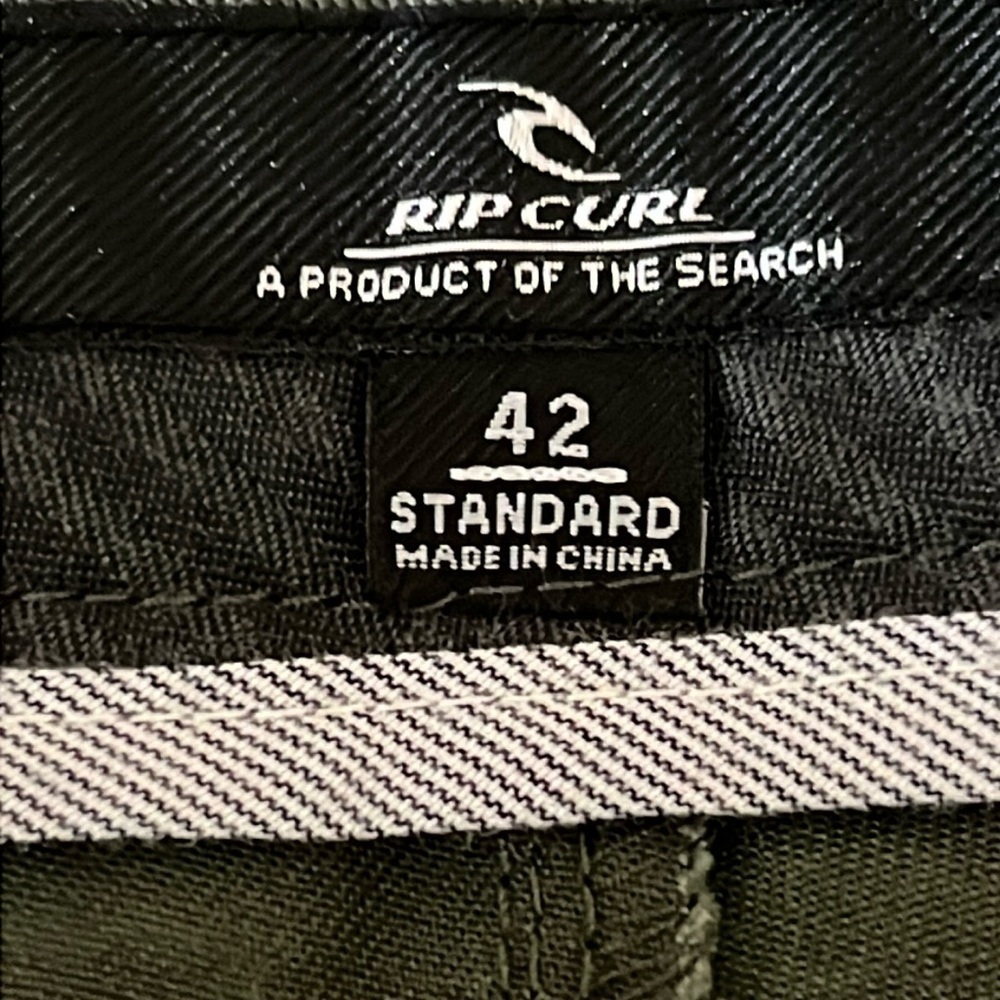 RIP CURL
A PRODUCT OF THE SEARCH
42
STANDARD
MADE IN CHINA